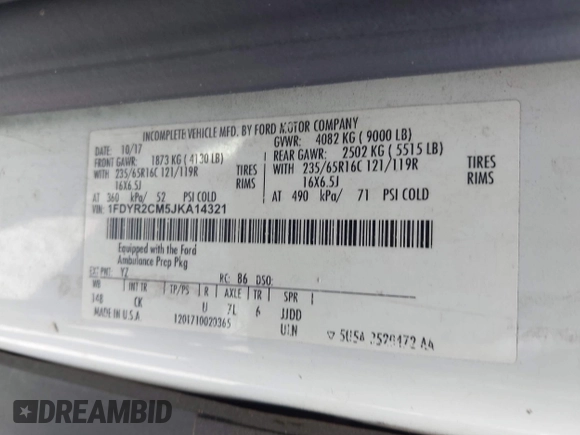 INCOMPLETE VEHICLE MFD. BY FORD MOTOR COMPANY
10/17 GVWR: 4082 KG ( 9000 LB)
FRONT GAWR: 1873 KG ( 4130 LB) REAR GAWR: 2502 KG ( 5515 LB)
WITH 235/65R16C 121/119R TIRES WITH 235/65R16C 121/119R TIRES
16X6.5J RIMS 16X6.5J RIMS
AT 360 kPa/ 52 PSI COLD AT 490 kPa/ 71 PSI COLD
VIN: 1FDYR2CM5JKA14321
Equipped with the Ford
Ambulance Prep Pkg
EXT PNT: YZ RC: B6 DSO:
WB INT TR TP/PS R AXLE TR SPR
148 CK U 7L 6 JJDD
MADE IN U.S.A 1201710020365 ULN
DREAMBID